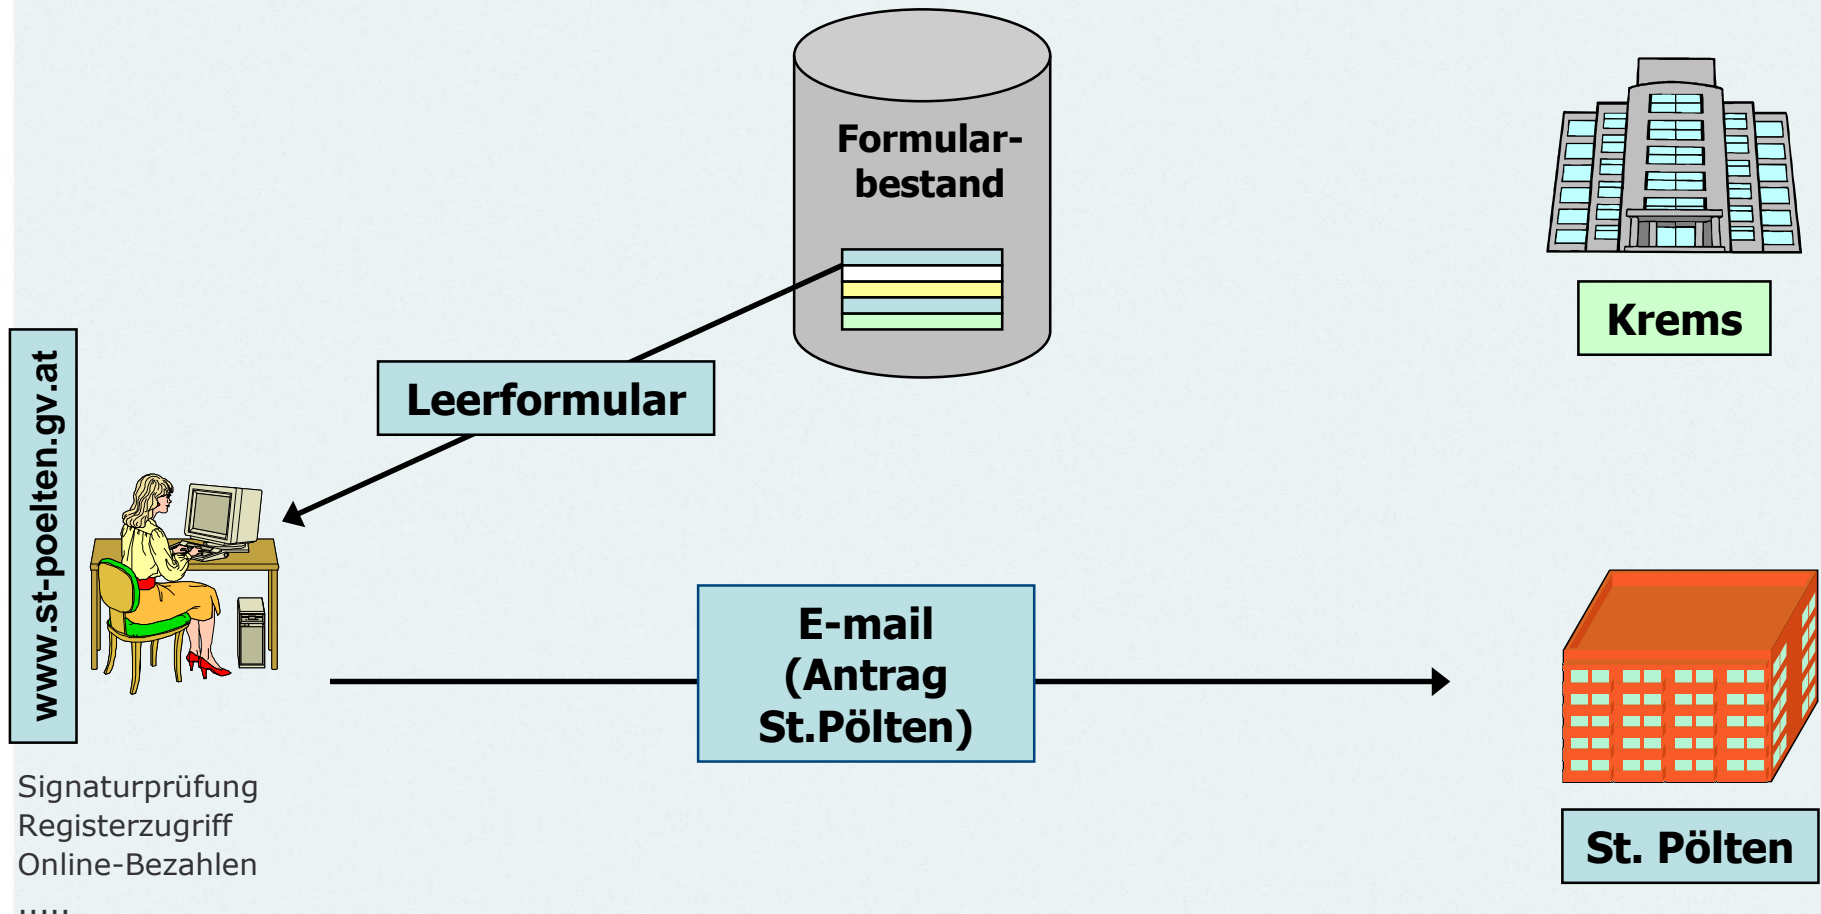 Formular-
bestand
Krems
Leerformular
www.st-poelten.gv.at
E-mail
(Antrag
St.Pölten)
Signaturprüfung
Registerzugriff
Online-Bezahlen
.....
St. Pölten